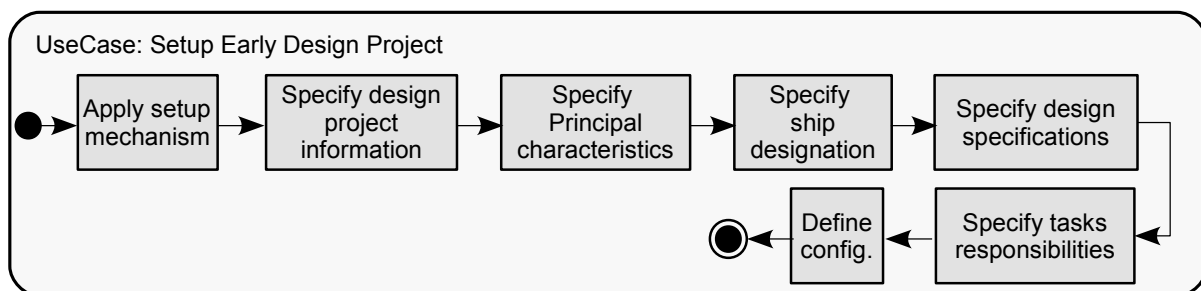 UseCase: Setup Early Design Project
Apply setup
mechanism
Specify design
project
information
Specify
Principal
characteristics
Specify
ship
designation
Specify design
specifications
Specify tasks
responsibilities
Define
config.